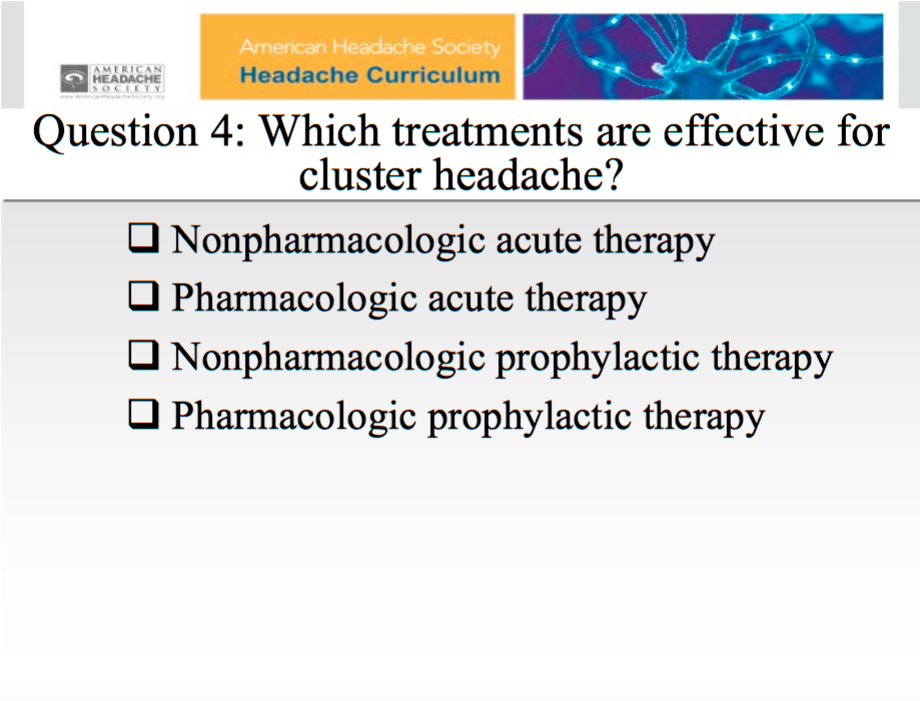 AMERICAN
HEADACHE
SOCIETY
www.AmericanHeadacheSociety.org
American Headache Society
Headache Curriculum
Question 4: Which treatments are effective for
cluster headache?
Nonpharmacologic acute therapy
Pharmacologic acute therapy
Nonpharmacologic prophylactic therapy
Pharmacologic prophylactic therapy